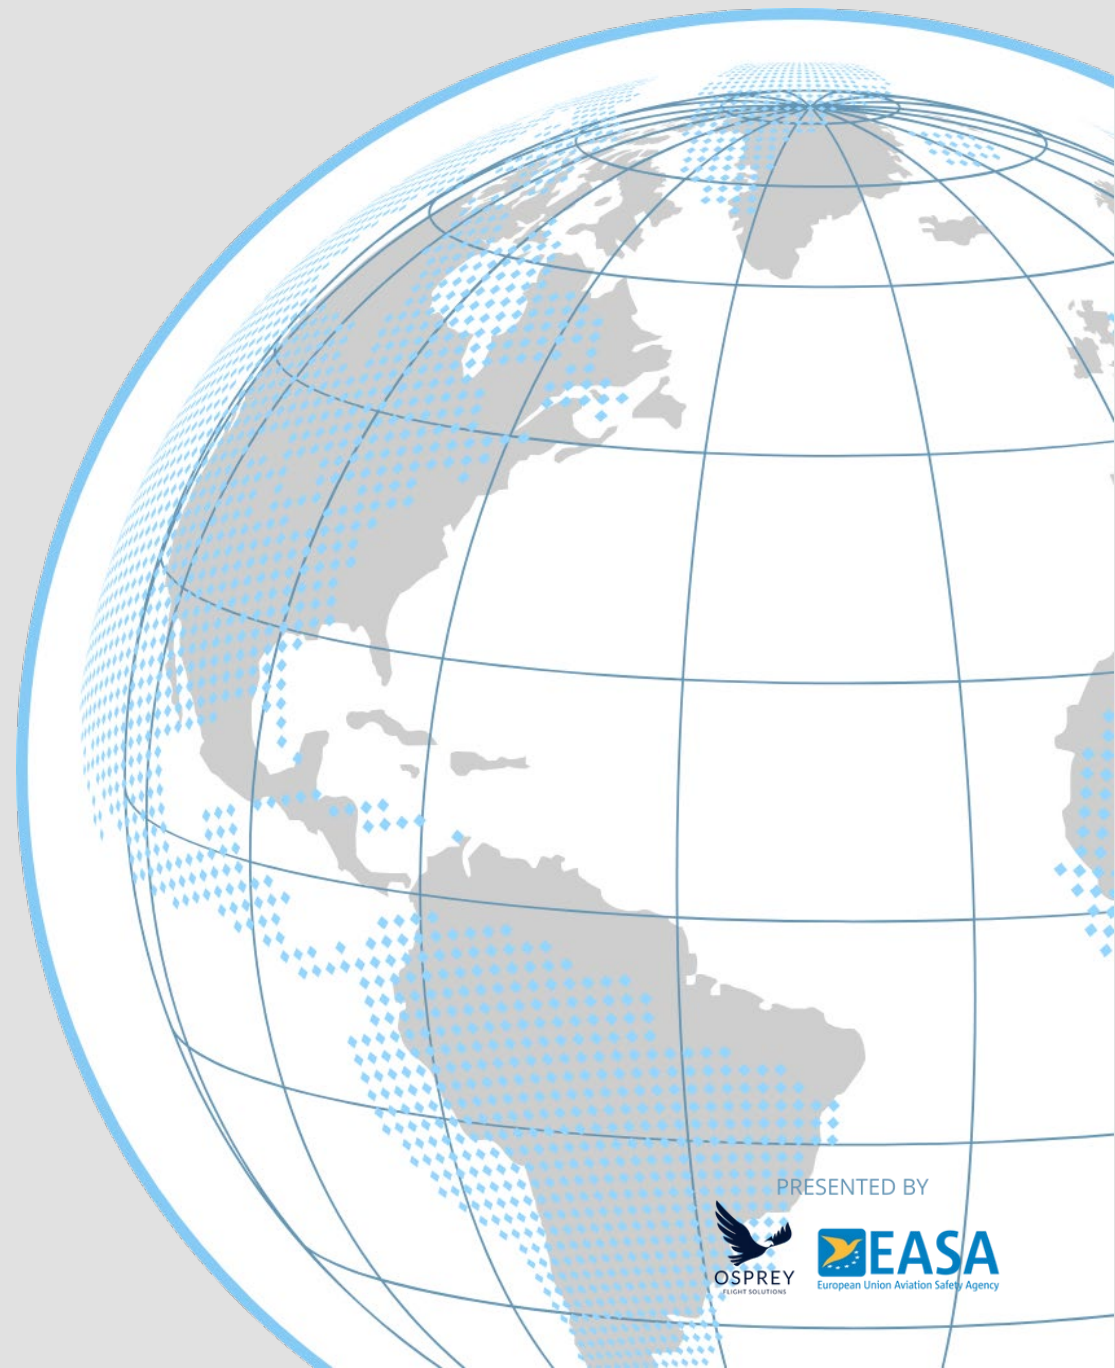 PRESENTED BY
OSPREY
FLIGHT SOLUTIONS
EASA
European Union Aviation Safety Agency